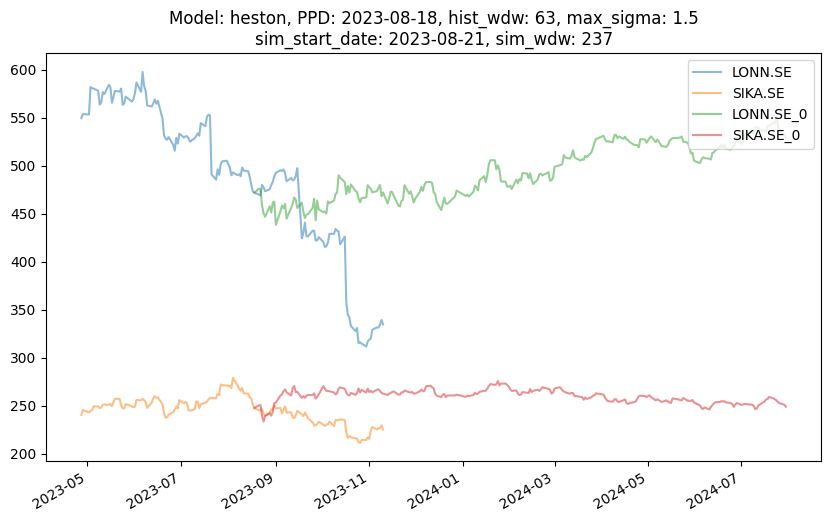 Model: heston, PPD: 2023-08-18, hist_wdw: 63, max_sigma: 1.5
sim_start_date: 2023-08-21, sim_wdw: 237
LONN.SE
SIKA.SE
LONN.SE_0
SIKA.SE_0
600
550
500
450
400
350
300
250
200
2023-05
2023-07
2023-09
2023-11
2024-01
2024-03
2024-05
2024-07